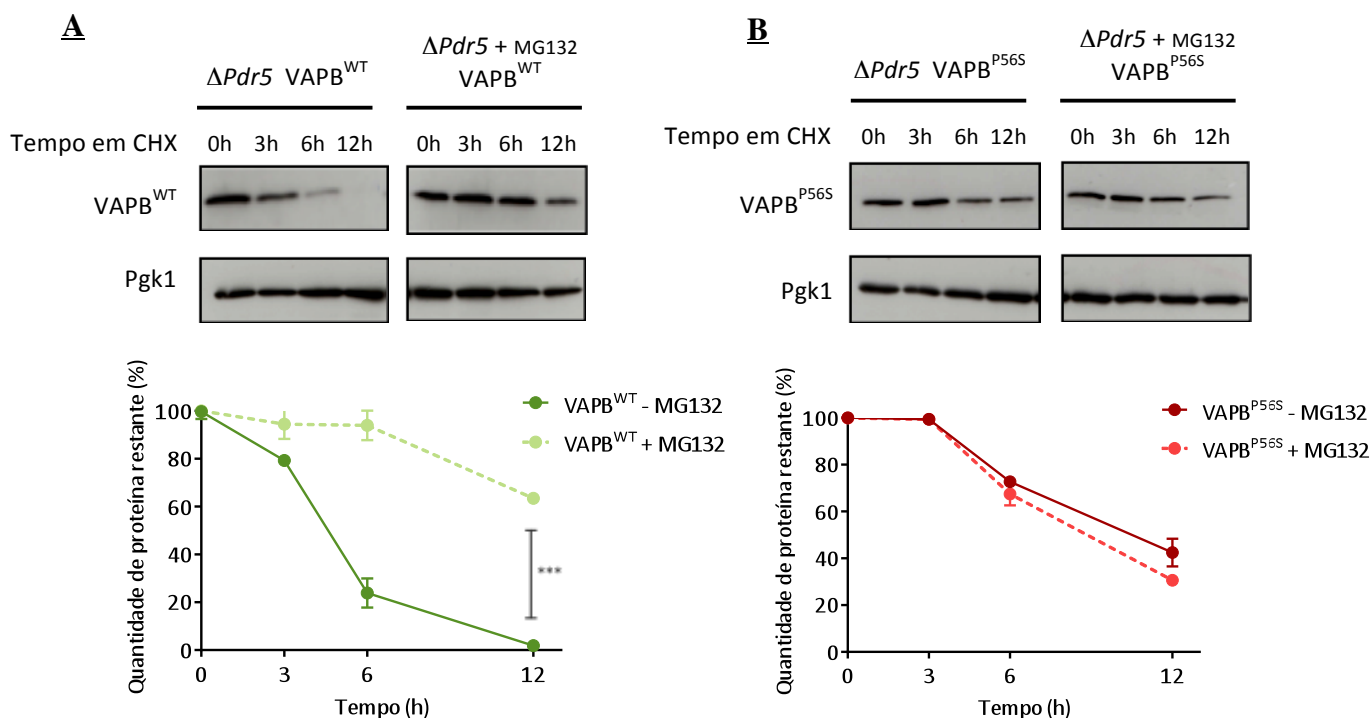 A
ΔPdr5 VAPB^WT
ΔPdr5 + MG132
VAPB^WT
Tempo em CHX
0h 3h 6h 12h
0h 3h 6h 12h
VAPB^WT
Pgk1
Quantidade de proteína restante (%)
100
80
60
40
20
0
0 3 6 12
Tempo (h)
VAPB^WT - MG132
VAPB^WT + MG132
***
B
ΔPdr5 VAPB^P56S
ΔPdr5 + MG132
VAPB^P56S
Tempo em CHX
0h 3h 6h 12h
0h 3h 6h 12h
VAPB^P56S
Pgk1
Quantidade de proteína restante (%)
100
80
60
40
20
0
0 3 6 12
Tempo (h)
VAPB^P56S - MG132
VAPB^P56S + MG132